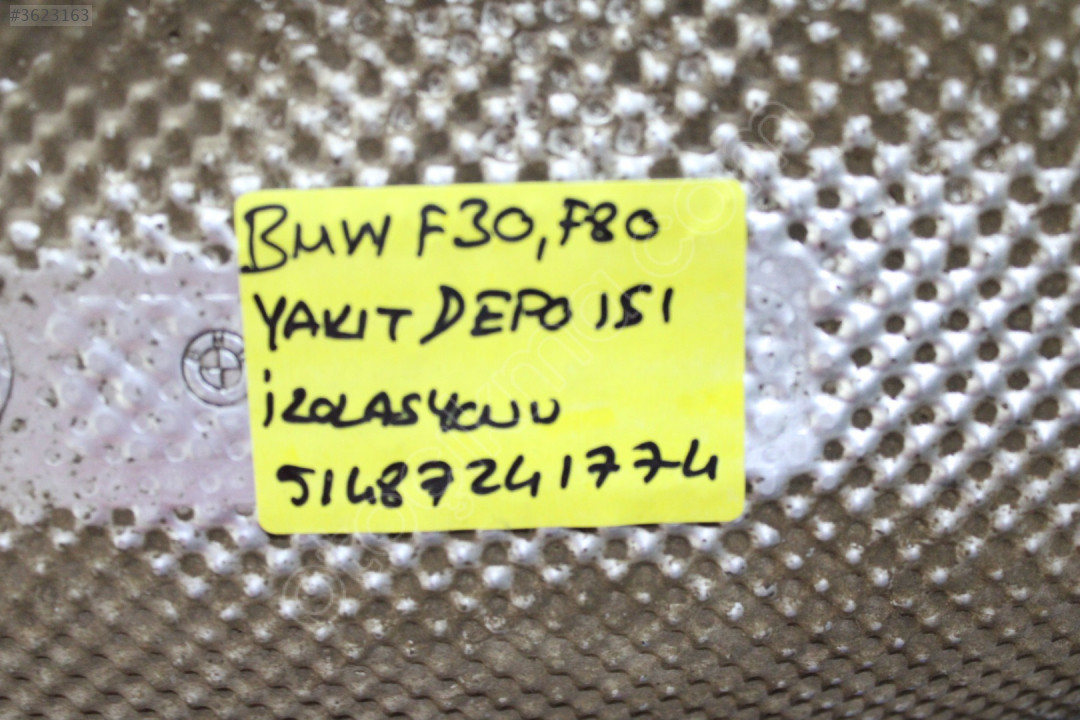 #3623163
BMW F30, F80
YAKIT DEPO ISI
İZOLASYONU
51487241774